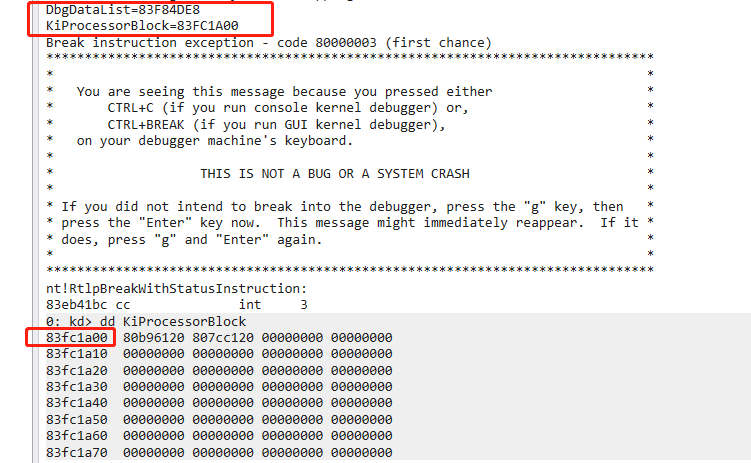 DbgDataList=83F84DE8
KiProcessorBlock=83FC1A00
Break instruction exception - code 80000003 (first chance)
*******************************************************************************
*                                                                             *
*   You are seeing this message because you pressed either                    *
*       CTRL+C (if you run console kernel debugger) or,                       *
*       CTRL+BREAK (if you run GUI kernel debugger),                          *
*   on your debugger machine's keyboard.                                      *
*                                                                             *
*                   THIS IS NOT A BUG OR A SYSTEM CRASH                       *
*                                                                             *
* If you did not intend to break into the debugger, press the "g" key, then   *
* press the "Enter" key now.  This message might immediately reappear.  If it *
* does, press "g" and "Enter" again.                                          *
*                                                                             *
*******************************************************************************
nt!RtlpBreakWithStatusInstruction:
83eb41bc cc              int     3
0: kd> dd KiProcessorBlock
83fc1a00  80b96120 807cc120 00000000 00000000
83fc1a10  00000000 00000000 00000000 00000000
83fc1a20  00000000 00000000 00000000 00000000
83fc1a30  00000000 00000000 00000000 00000000
83fc1a40  00000000 00000000 00000000 00000000
83fc1a50  00000000 00000000 00000000 00000000
83fc1a60  00000000 00000000 00000000 00000000
83fc1a70  00000000 00000000 00000000 00000000